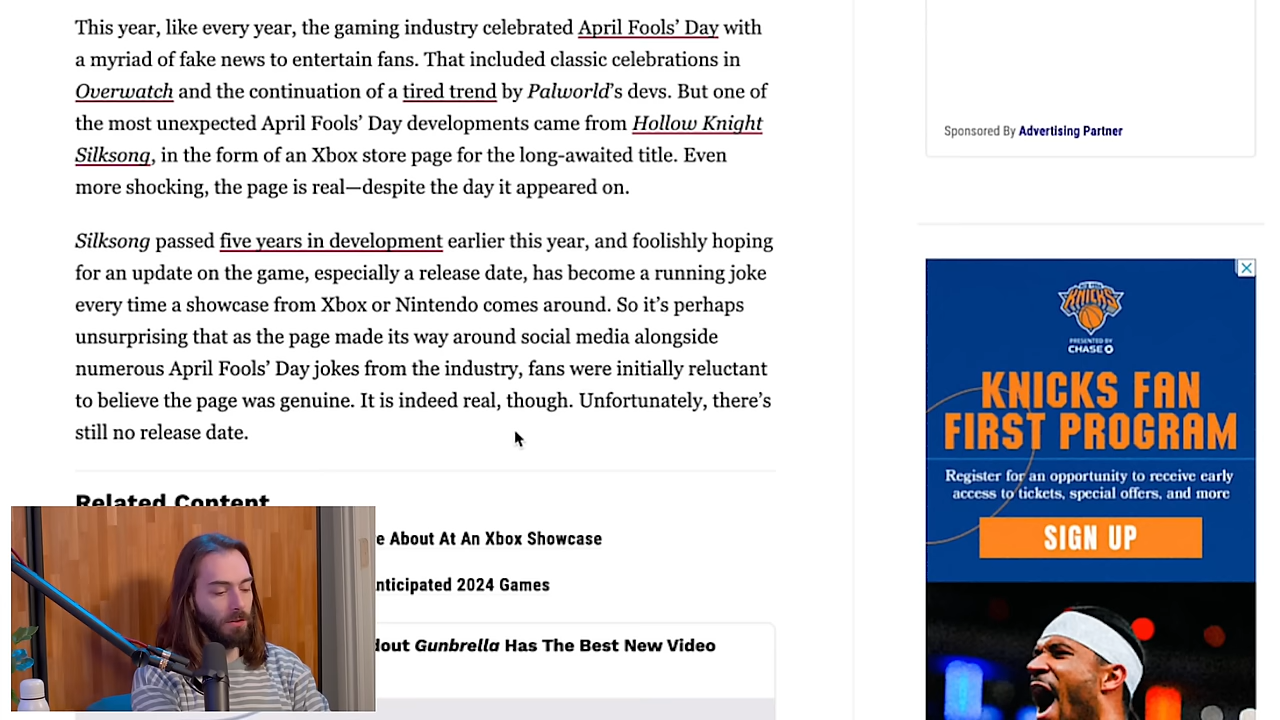 This year, like every year, the gaming industry celebrated April Fools’ Day with
a myriad of fake news to entertain fans. That included classic celebrations in
Overwatch and the continuation of a tired trend by Palworld’s devs. But one of
the most unexpected April Fools’ Day developments came from Hollow Knight
Silksong, in the form of an Xbox store page for the long-awaited title. Even
more shocking, the page is real—despite the day it appeared on.
Silksong passed five years in development earlier this year, and foolishly hoping
for an update on the game, especially a release date, has become a running joke
every time a showcase from Xbox or Nintendo comes around. So it’s perhaps
unsurprising that as the page made its way around social media alongside
numerous April Fools’ Day jokes from the industry, fans were initially reluctant
to believe the page was genuine. It is indeed real, though. Unfortunately, there’s
still no release date.
Related Content
e About At An Xbox Showcase
nticipated 2024 Games
dout Gunbrella Has The Best New Video
Sponsored By Advertising Partner
NEW YORK
KNICKS
PRESENTED BY
CHASE
KNICKS FAN
FIRST PROGRAM
Register for an opportunity to receive early
access to tickets, special offers, and more
SIGN UP